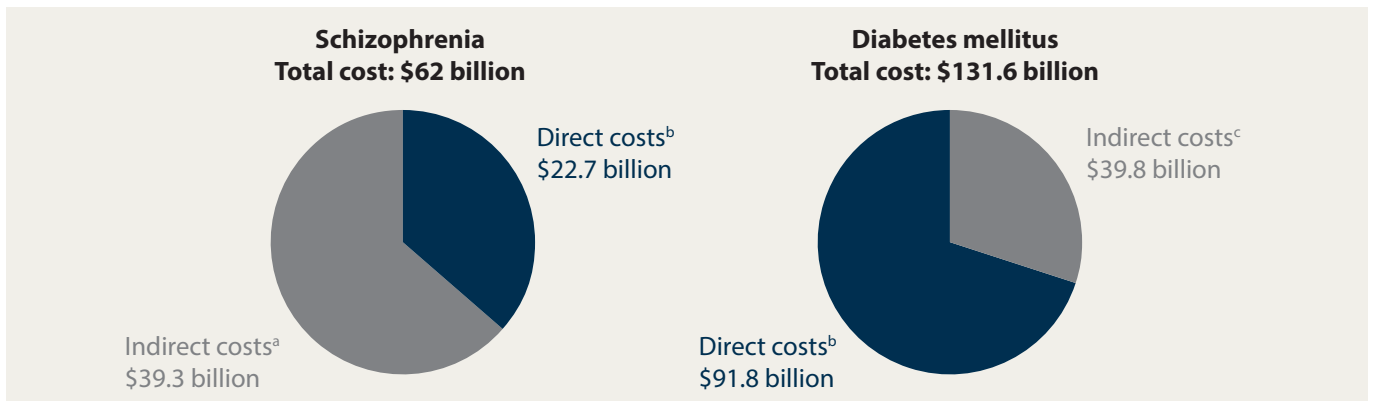 Schizophrenia
Total cost: $62 billion
Direct costsᵇ
$22.7 billion
Indirect costsᵃ
$39.3 billion
Diabetes mellitus
Total cost: $131.6 billion
Indirect costsᶜ
$39.8 billion
Direct costsᵇ
$91.8 billion